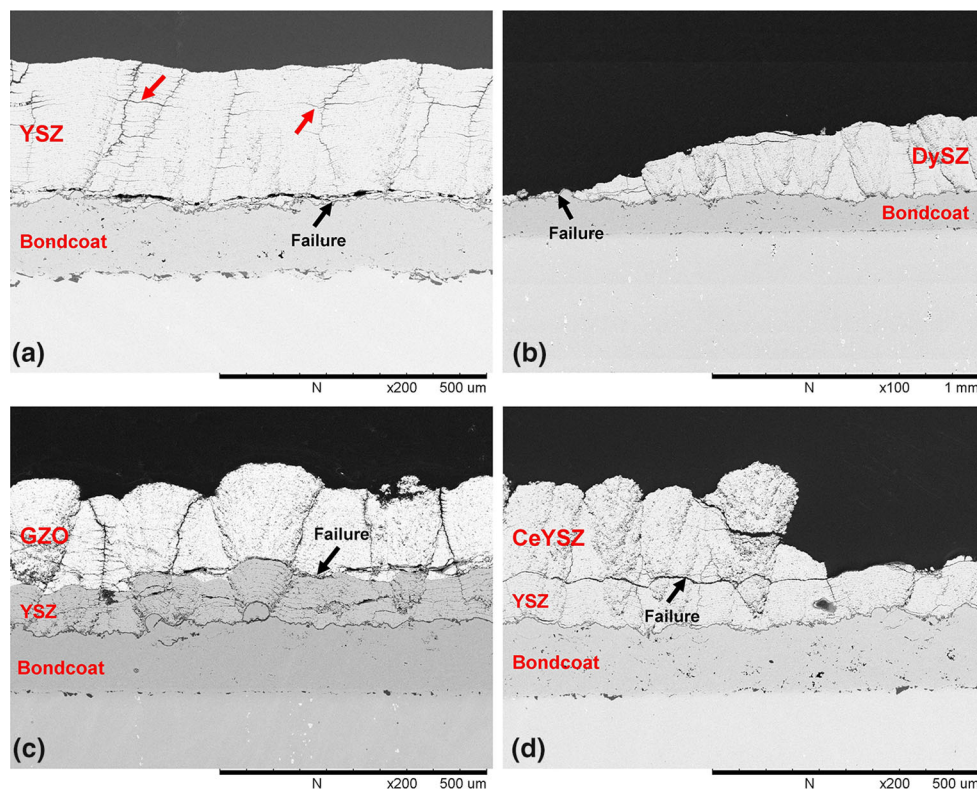 YSZ
Failure
Bondcoat
(a)
N x200 500 um
DySZ
Bondcoat
Failure
(b)
N x100 1 mm
GZO
Failure
YSZ
Bondcoat
(c)
N x200 500 um
CeYSZ
YSZ
Failure
Bondcoat
(d)
N x200 500 um